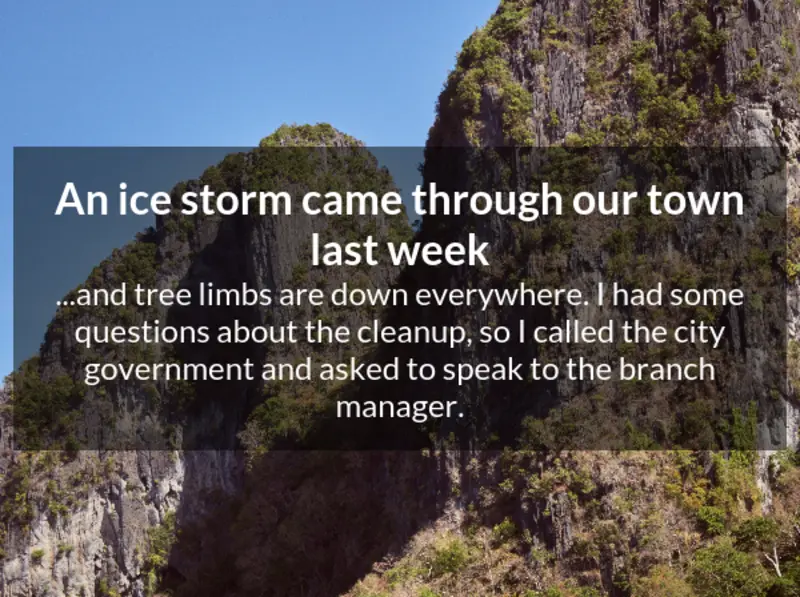 An ice storm came through our town
last week
...and tree limbs are down everywhere. I had some
questions about the cleanup, so I called the city
government and asked to speak to the branch
manager.